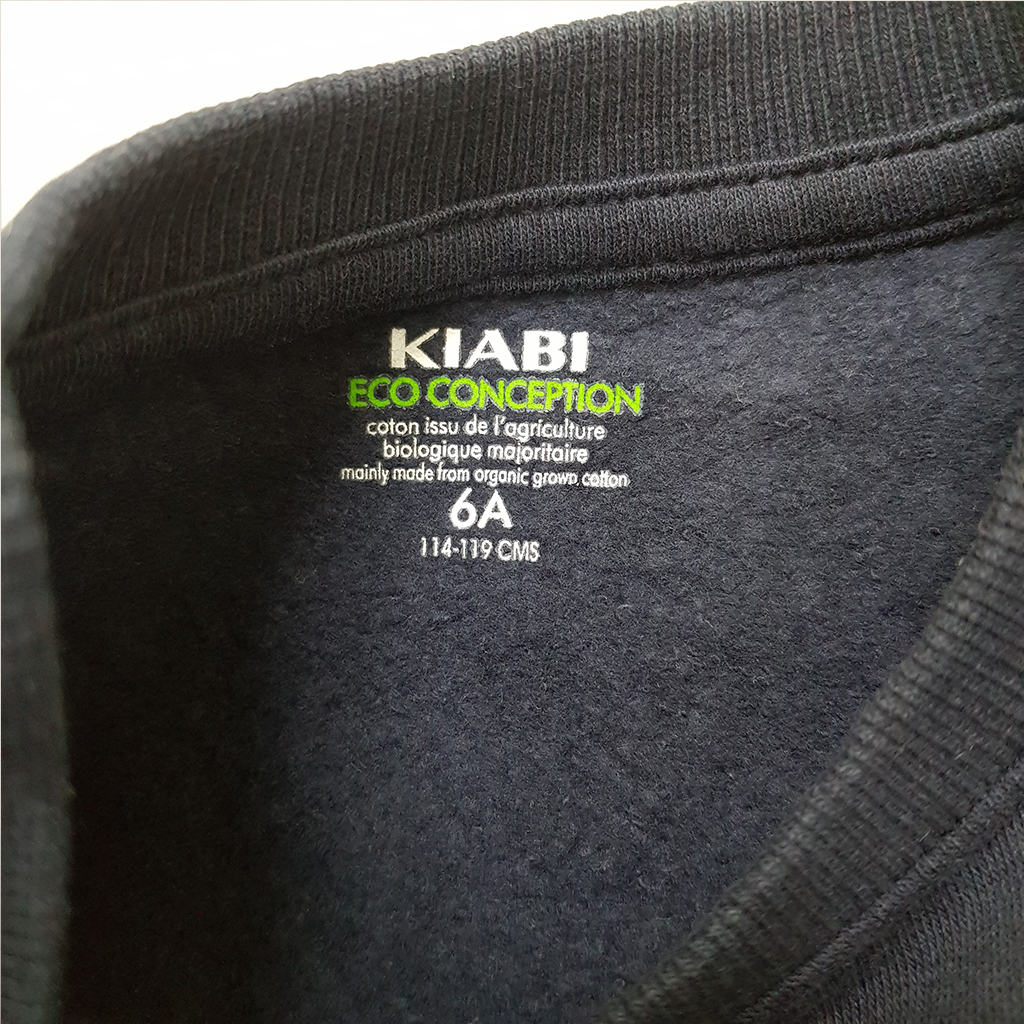 KIABI
ECO CONCEPTION
coton issu de l'agriculture
biologique majoritaire
mainly made from organic grown cotton
6A
114-119 CMS